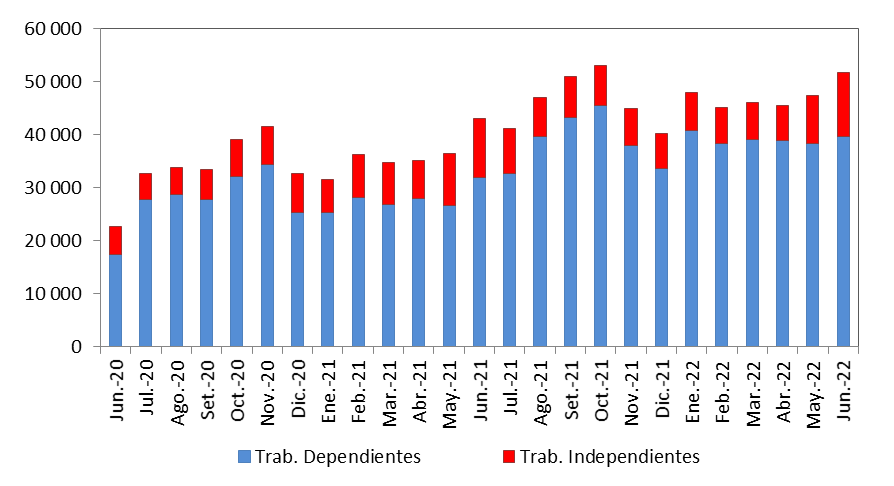 60 000
50 000
40 000
30 000
20 000
10 000
0
Jun.-20
Jul.-20
Ago.-20
Set.-20
Oct.-20
Nov.-20
Dic.-20
Ene.-21
Feb.-21
Mar.-21
Abr.-21
May.-21
Jun.-21
Jul.-21
Ago.-21
Set.-21
Oct.-21
Nov.-21
Dic.-21
Ene.-22
Feb.-22
Mar.-22
Abr.-22
May.-22
Jun.-22
Trab. Dependientes
Trab. Independientes